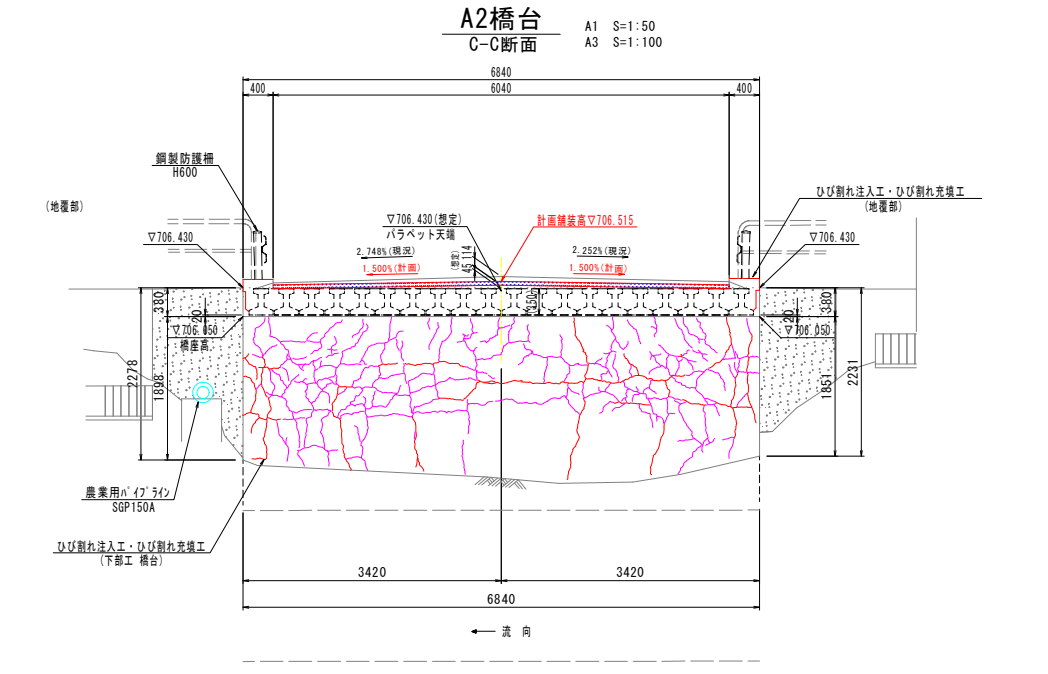 A2橋台
C-C断面
A1 S=1:50
A3 S=1:100
6840
400
6040
400
鋼製防護柵
H600
(地覆部)
ひび割れ注入工・ひび割れ充填工
(地覆部)
▽706.430(想定)
パラペット天端
計画舗装高▽706.515
▽706.430
▽706.430
2.748%(現況)
2.252%(現況)
1.500%(計画)
1.500%(計画)
(想定)
45
114
(350)
380
20
▽706.050
橋座高
380
20
▽706.050
2278
1898
1851
2231
農業用パイプライン
SGP150A
ひび割れ注入工・ひび割れ充填工
(下部工 橋台)
3420
3420
6840
流 向